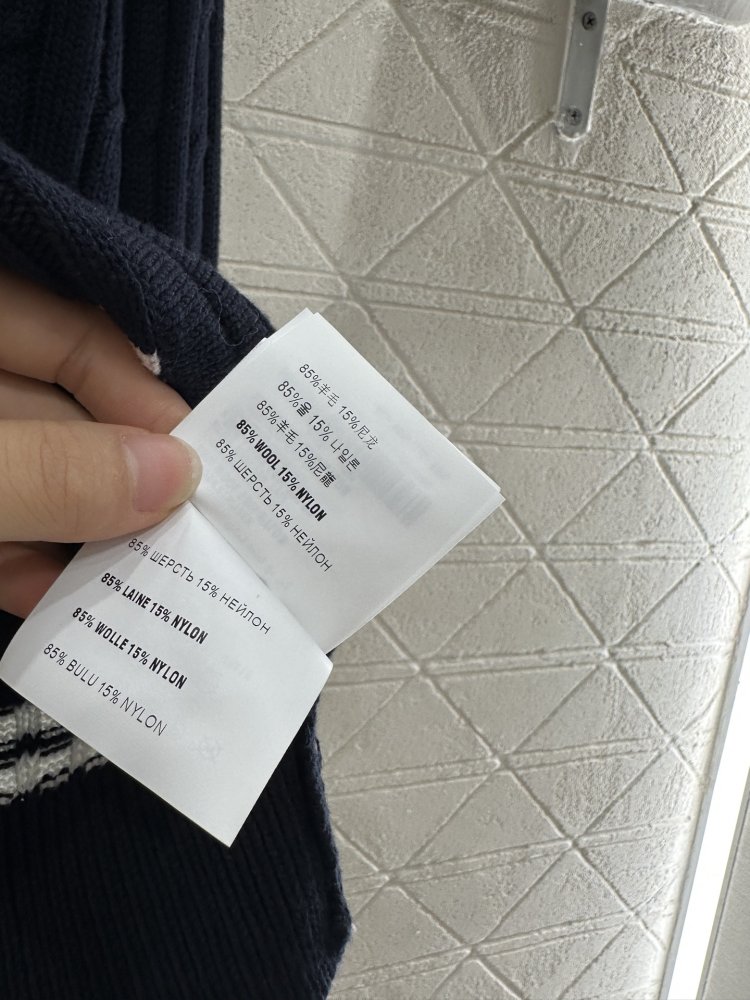 85%羊毛 15%尼龙
85%울 15% 나일론
85%羊毛 15%尼龍
85% WOOL 15% NYLON
85% ШЕРСТЬ 15% НЕЙЛОН
85% ШЕРСТЬ 15% НЕЙЛОН
85% LAINE 15% NYLON
85% WOLLE 15% NYLON
85% BULU 15% NYLON